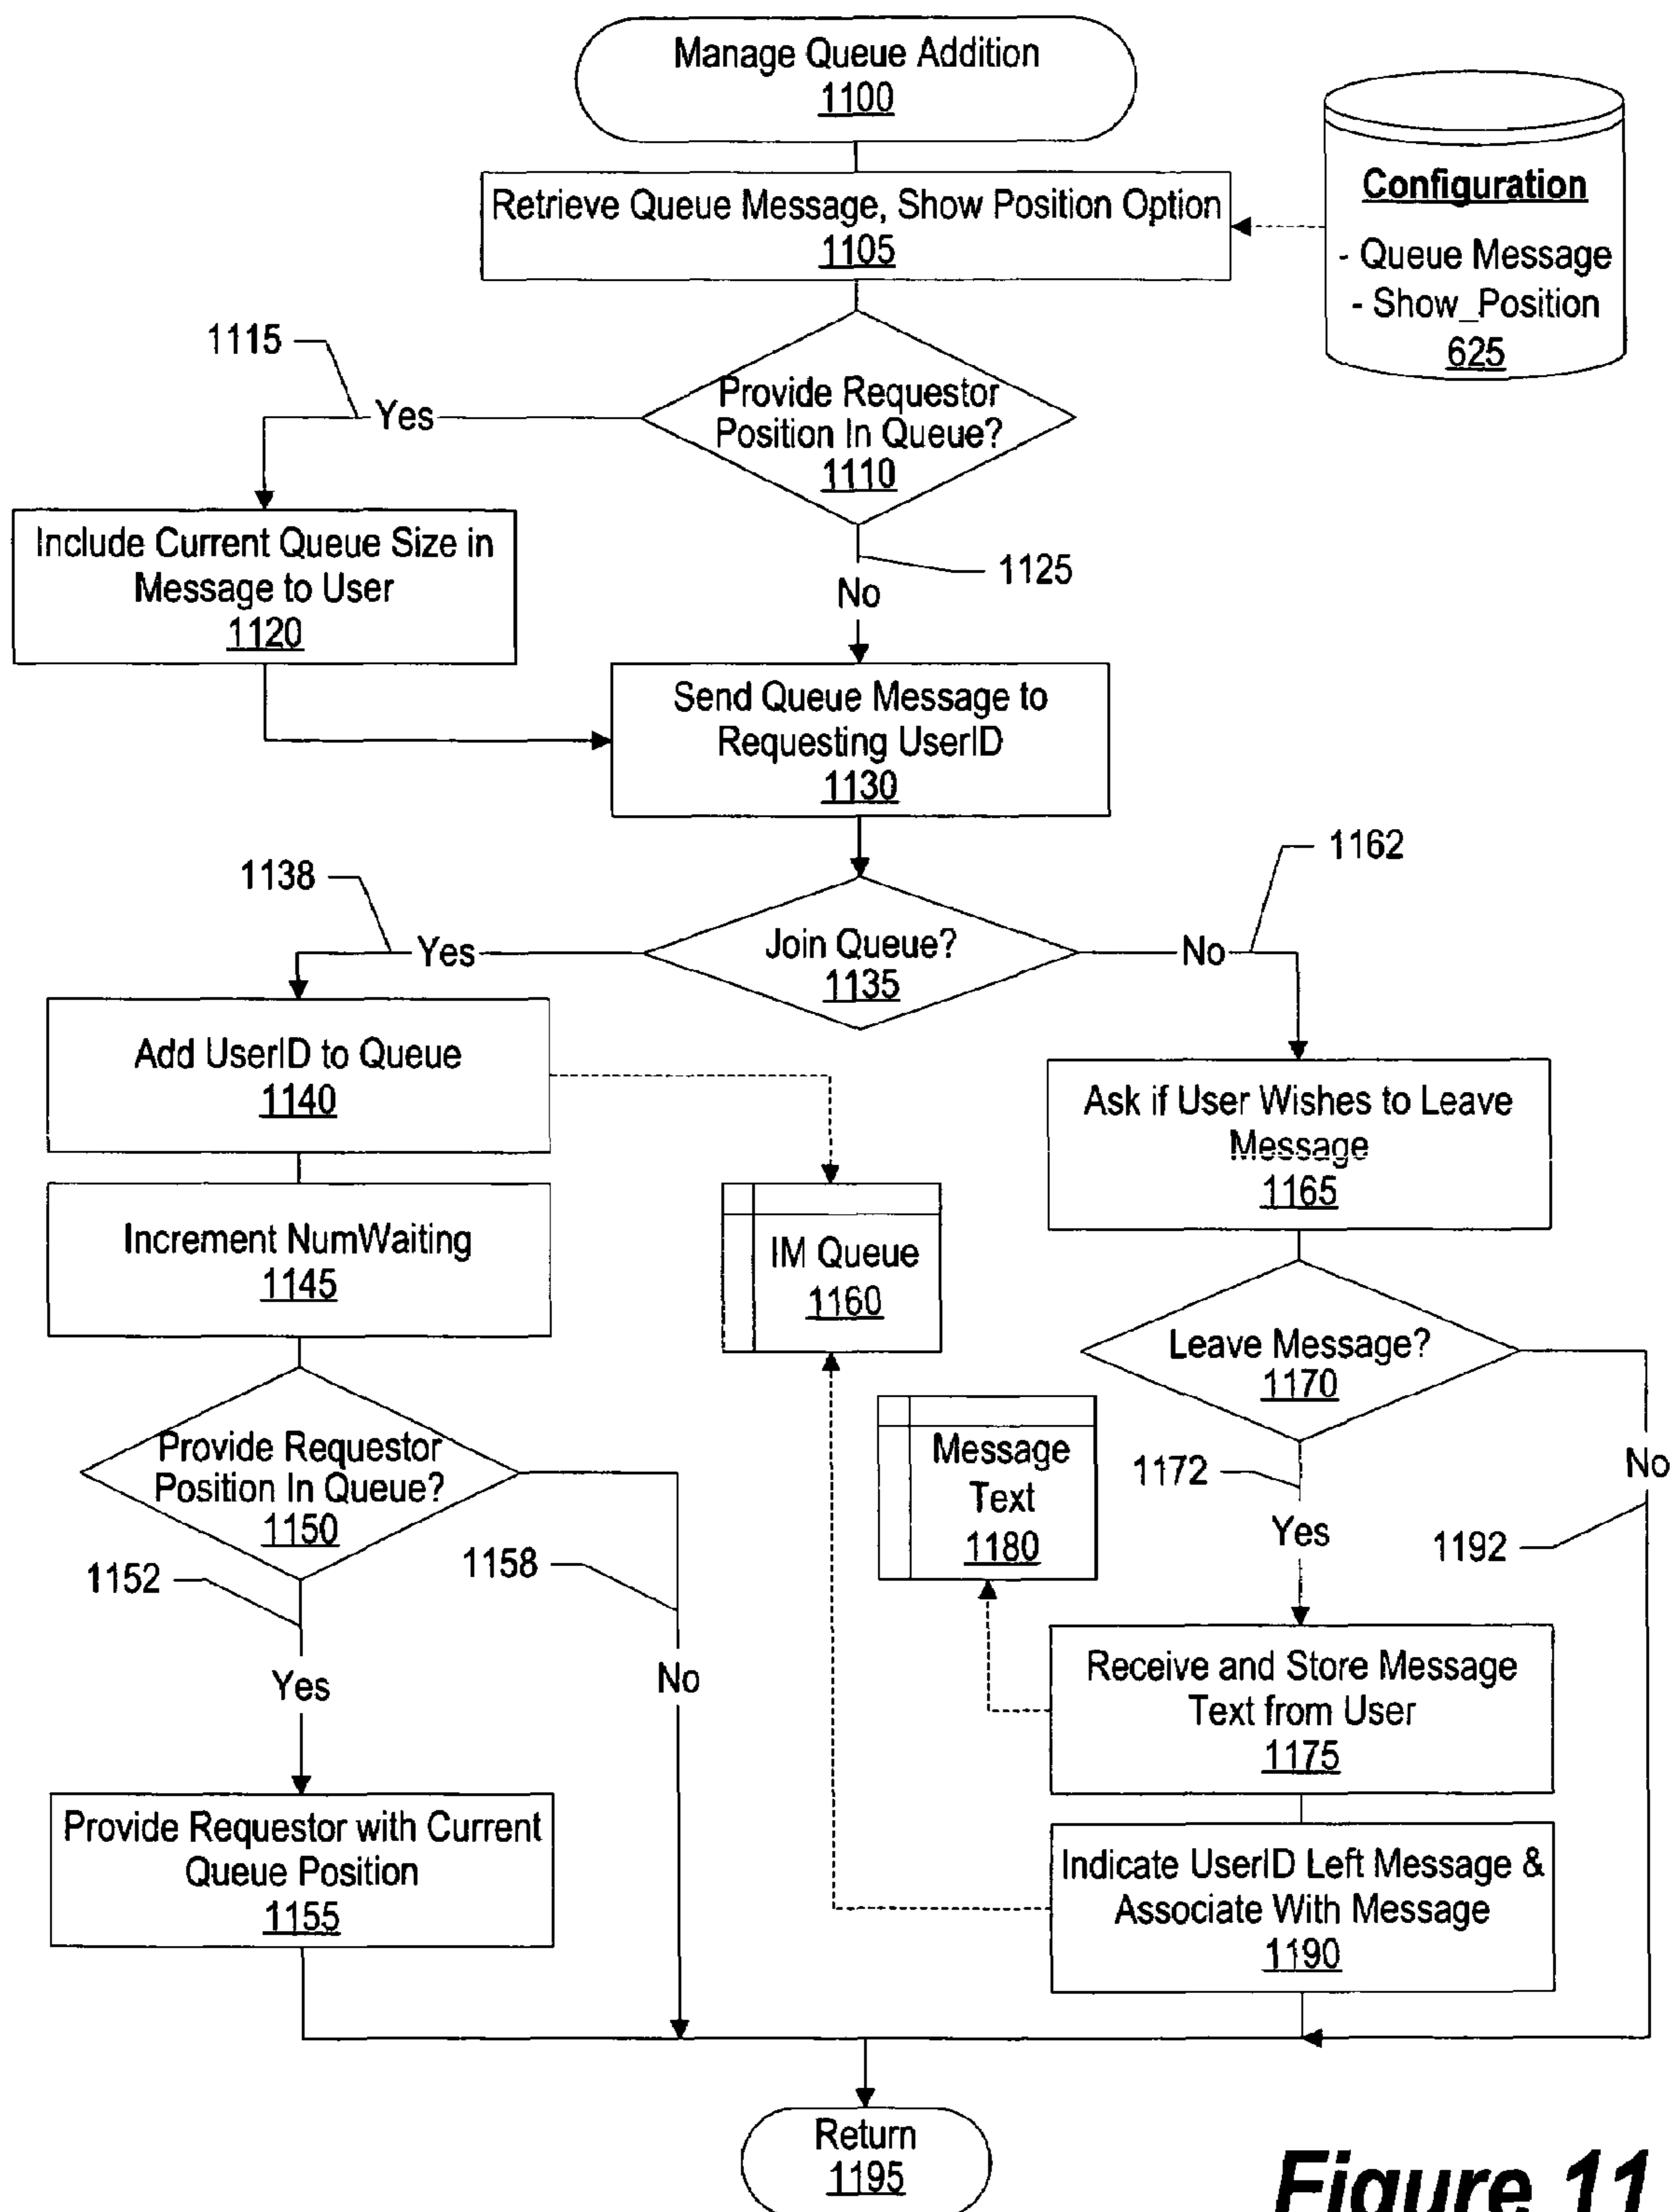 Manage Queue Addition
1100
Retrieve Queue Message, Show Position Option
1105
Configuration
- Queue Message
- Show_Position
625
1115
Yes
Provide Requestor
Position In Queue?
1110
Include Current Queue Size in
Message to User
1120
1125
No
Send Queue Message to
Requesting UserID
1130
1138
Yes
Join Queue?
1135
No
1162
Add UserID to Queue
1140
Ask if User Wishes to Leave
Message
1165
Increment NumWaiting
1145
IM Queue
1160
Leave Message?
1170
Provide Requestor
Position In Queue?
1150
Message
Text
1180
1172
Yes
No
1192
1152
Yes
1158
No
Receive and Store Message
Text from User
1175
Provide Requestor with Current
Queue Position
1155
Indicate UserID Left Message &
Associate With Message
1190
Return
1195
Figure 11